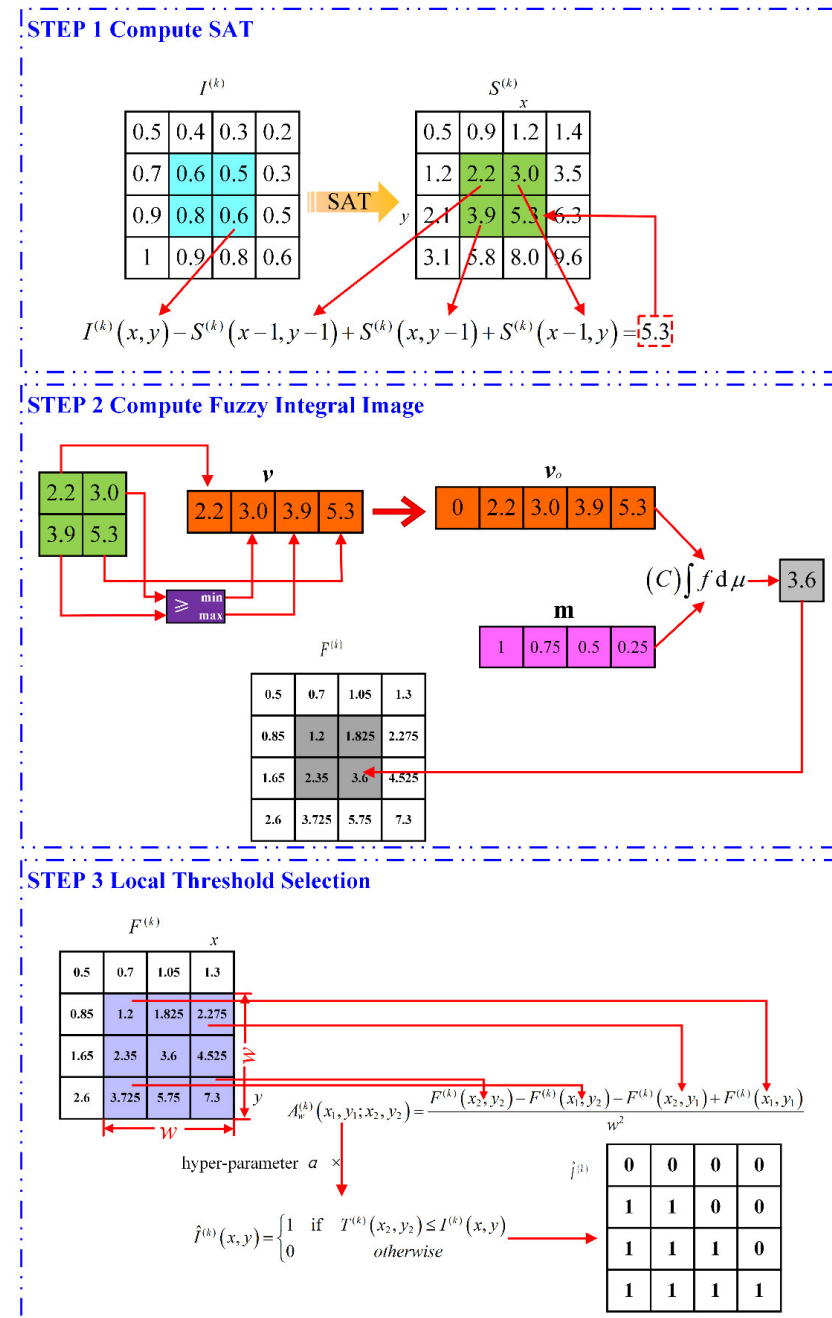 STEP 1 Compute SAT
I^(k)
S^(k)
x
0.5 0.4 0.3 0.2
0.7 0.6 0.5 0.3
0.9 0.8 0.6 0.5
1 0.9 0.8 0.6
SAT
y
0.5 0.9 1.2 1.4
1.2 2.2 3.0 3.5
2.1 3.9 5.3 6.3
3.1 5.8 8.0 9.6
I^(k)(x,y)−S^(k)(x−1,y−1)+S^(k)(x,y−1)+S^(k)(x−1,y)=5.3
STEP 2 Compute Fuzzy Integral Image
2.2 3.0
3.9 5.3
v
2.2 3.0 3.9 5.3
v_o
0 2.2 3.0 3.9 5.3
⩾ min
max
(C)∫f dμ
3.6
m
1 0.75 0.5 0.25
F^(k)
0.5 0.7 1.05 1.3
0.85 1.2 1.825 2.275
1.65 2.35 3.6 4.525
2.6 3.725 5.75 7.3
STEP 3 Local Threshold Selection
F^(k)
x
0.5 0.7 1.05 1.3
0.85 1.2 1.825 2.275
1.65 2.35 3.6 4.525
2.6 3.725 5.75 7.3
w
y
w
A_w^(k)(x₁,y₁;x₂,y₂)=(F^(k)(x₂,y₂)−F^(k)(x₁,y₂)−F^(k)(x₂,y₁)+F^(k)(x₁,y₁))/w²
hyper-parameter α ×
Î^(k)(x,y)={1 if T^(k)(x₂,y₂)≤I^(k)(x,y)
0 otherwise
Î^(k)
0 0 0 0
1 1 0 0
1 1 1 0
1 1 1 1